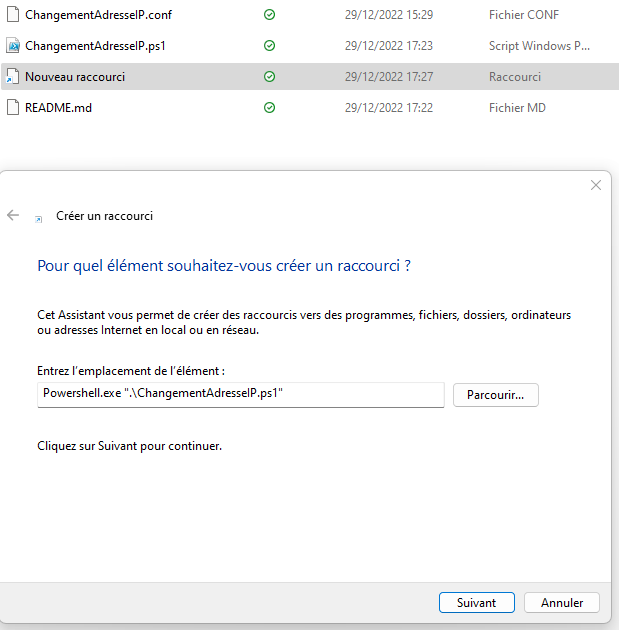 ChangementAdresseIP.conf 29/12/2022 15:29 Fichier CONF
ChangementAdresseIP.ps1 29/12/2022 17:23 Script Windows P...
Nouveau raccourci 29/12/2022 17:27 Raccourci
README.md 29/12/2022 17:22 Fichier MD
Créer un raccourci
Pour quel élément souhaitez-vous créer un raccourci ?
Cet Assistant vous permet de créer des raccourcis vers des programmes, fichiers, dossiers, ordinateurs
ou adresses Internet en local ou en réseau.
Entrez l'emplacement de l'élément :
Powershell.exe ".\ChangementAdresseIP.ps1"
Parcourir...
Cliquez sur Suivant pour continuer.
Suivant
Annuler